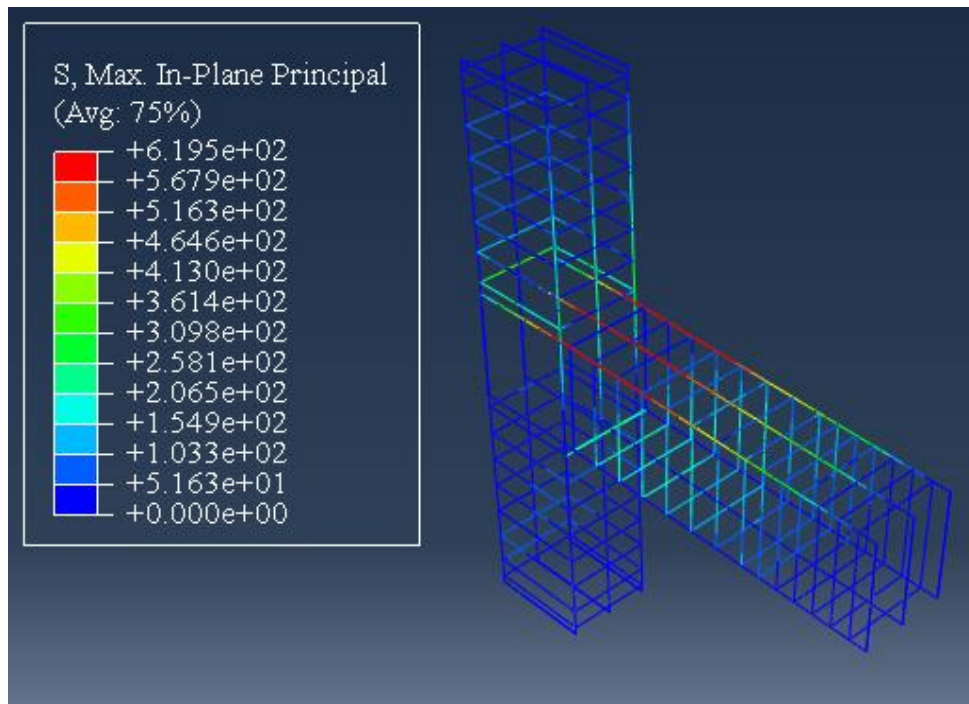 S, Max. In-Plane Principal
(Avg: 75%)
+6.195e+02
+5.679e+02
+5.163e+02
+4.646e+02
+4.130e+02
+3.614e+02
+3.098e+02
+2.581e+02
+2.065e+02
+1.549e+02
+1.033e+02
+5.163e+01
+0.000e+00